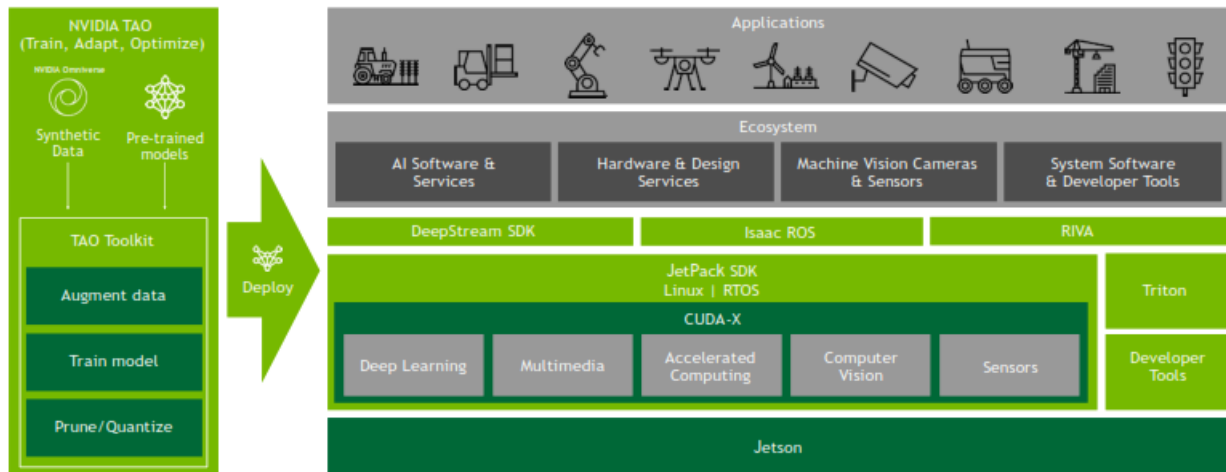 NVIDIA TAO
(Train, Adapt, Optimize)
NVIDIA Omniverse
Synthetic
Data
Pre-trained
models
TAO Toolkit
Augment data
Train model
Prune/Quantize
Deploy
Applications
Ecosystem
AI Software &
Services
Hardware & Design
Services
Machine Vision Cameras
& Sensors
System Software
& Developer Tools
DeepStream SDK
Isaac ROS
RIVA
JetPack SDK
Linux | RTOS
CUDA-X
Deep Learning
Multimedia
Accelerated
Computing
Computer
Vision
Sensors
Triton
Developer
Tools
Jetson